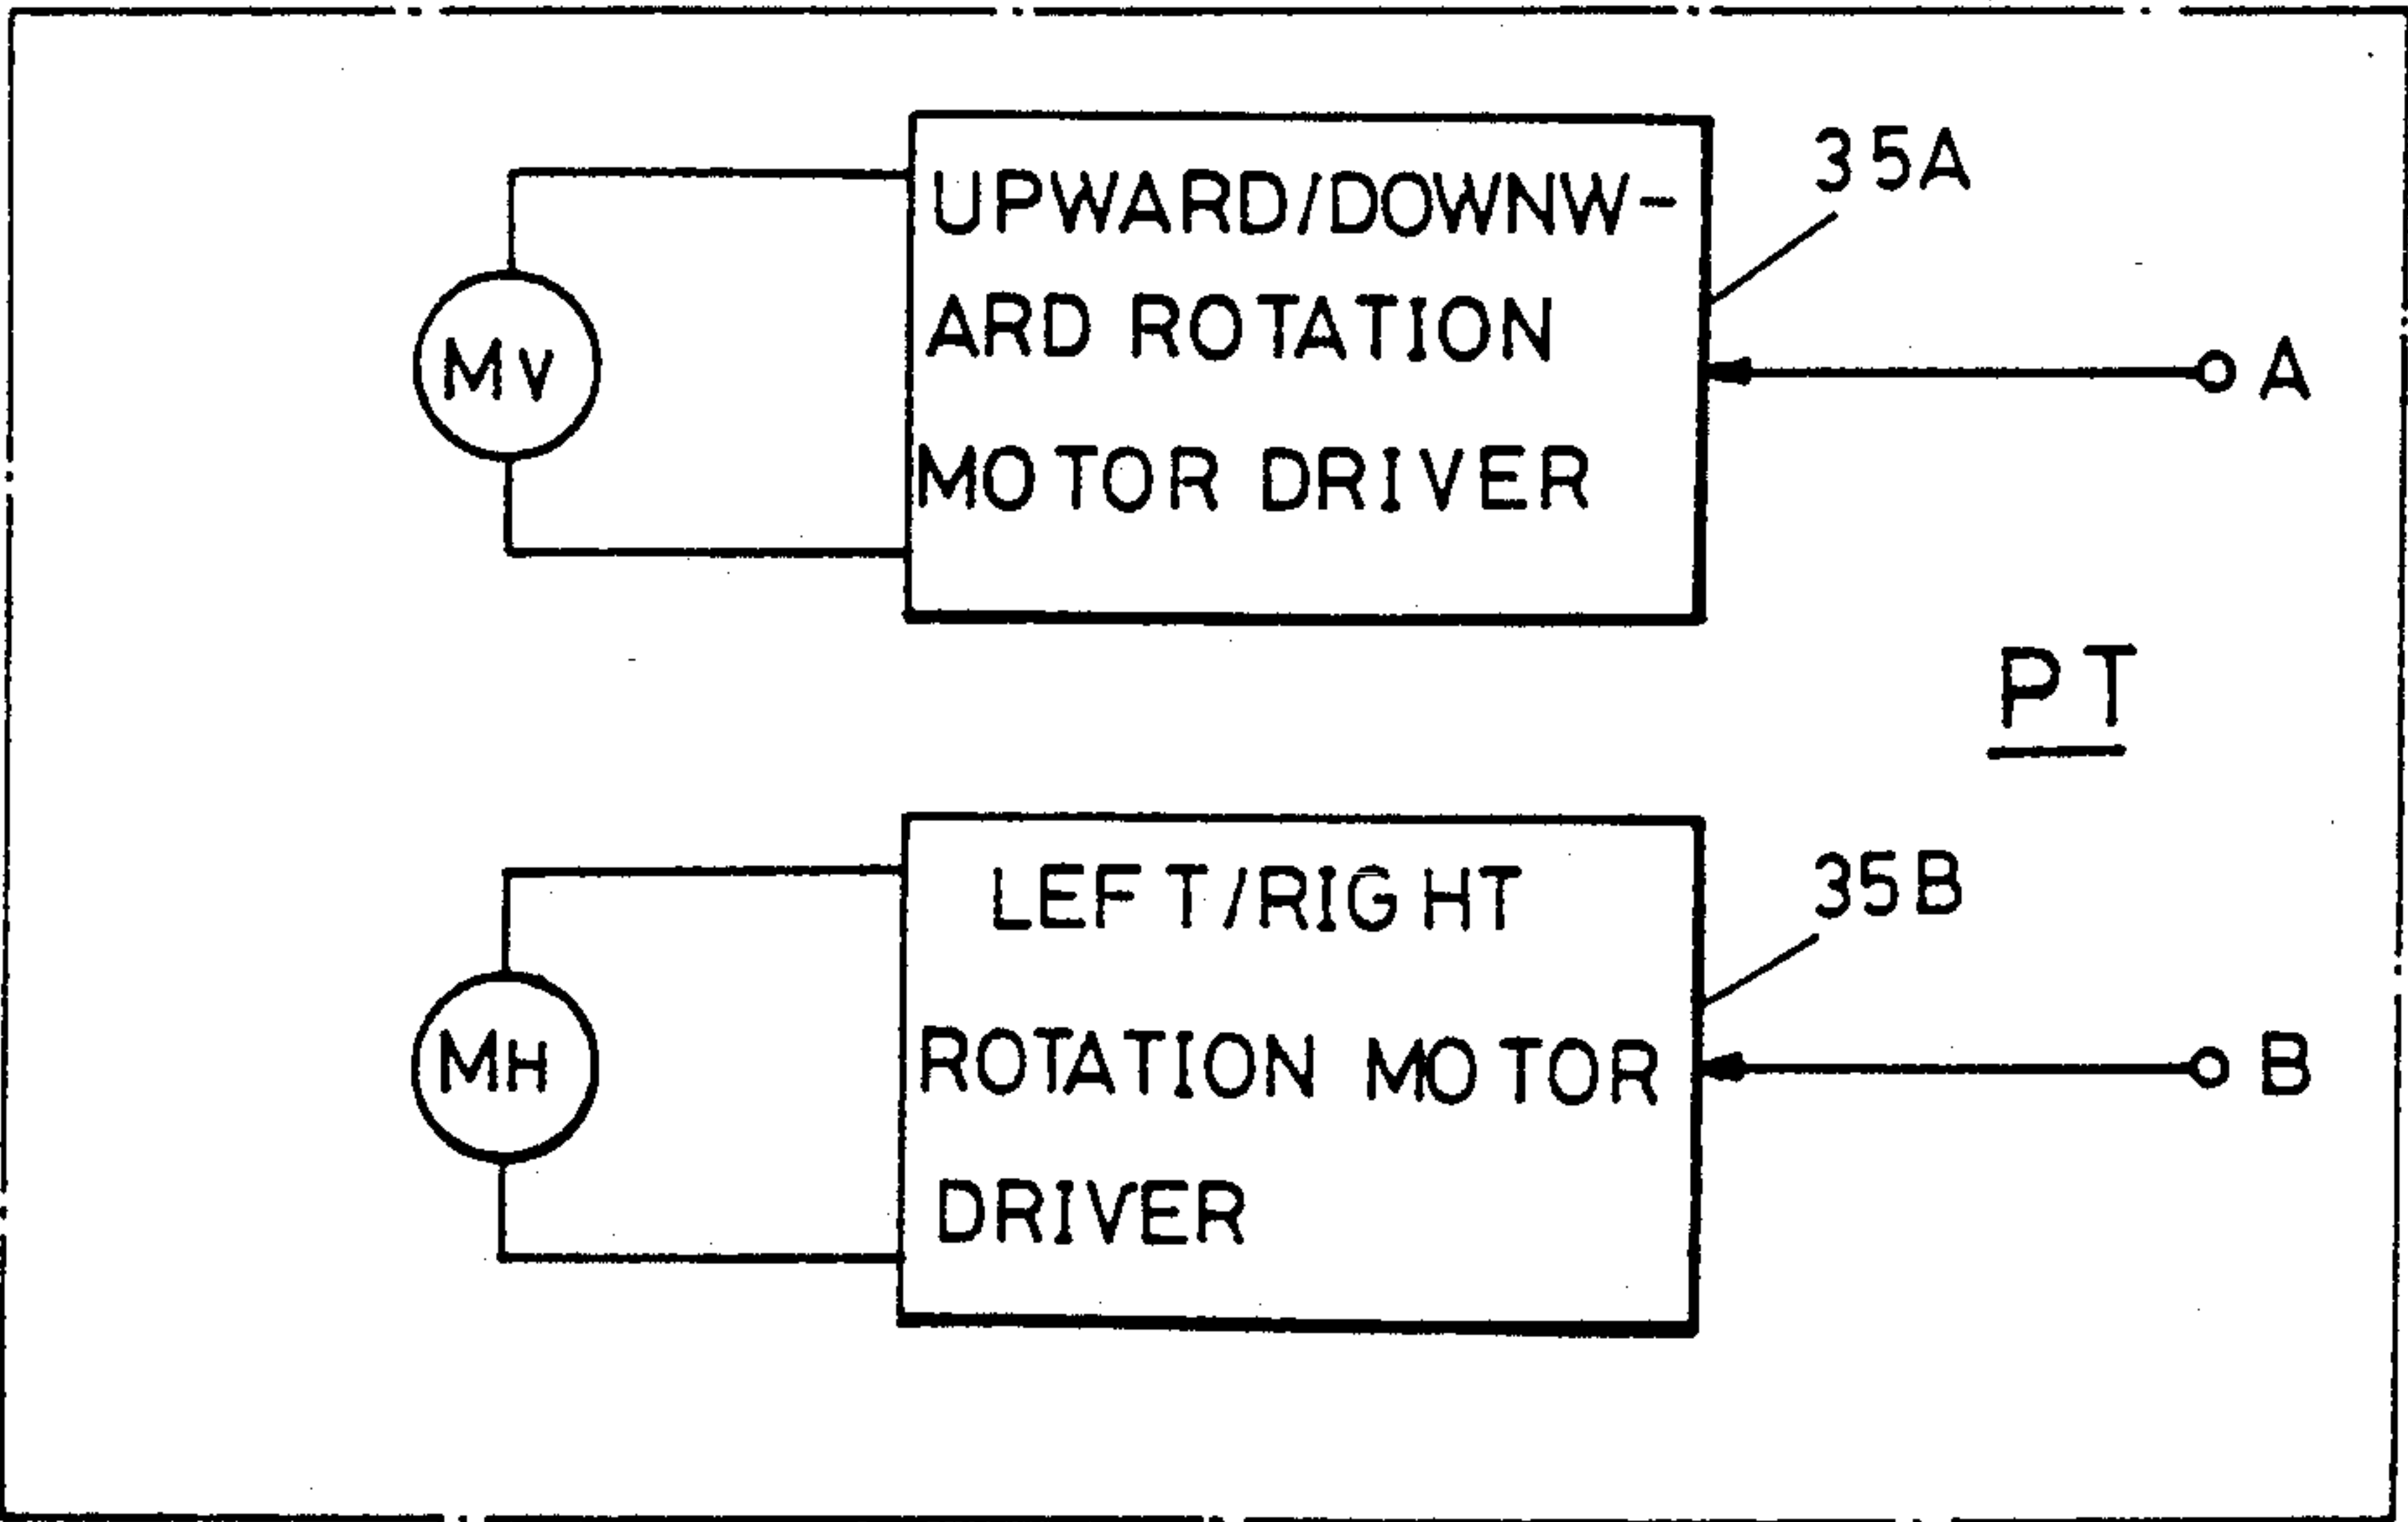 UPWARD/DOWNW-
ARD ROTATION
MOTOR DRIVER
35A
MV
A
PT
LEFT/RIGHT
ROTATION MOTOR
DRIVER
35B
MH
B